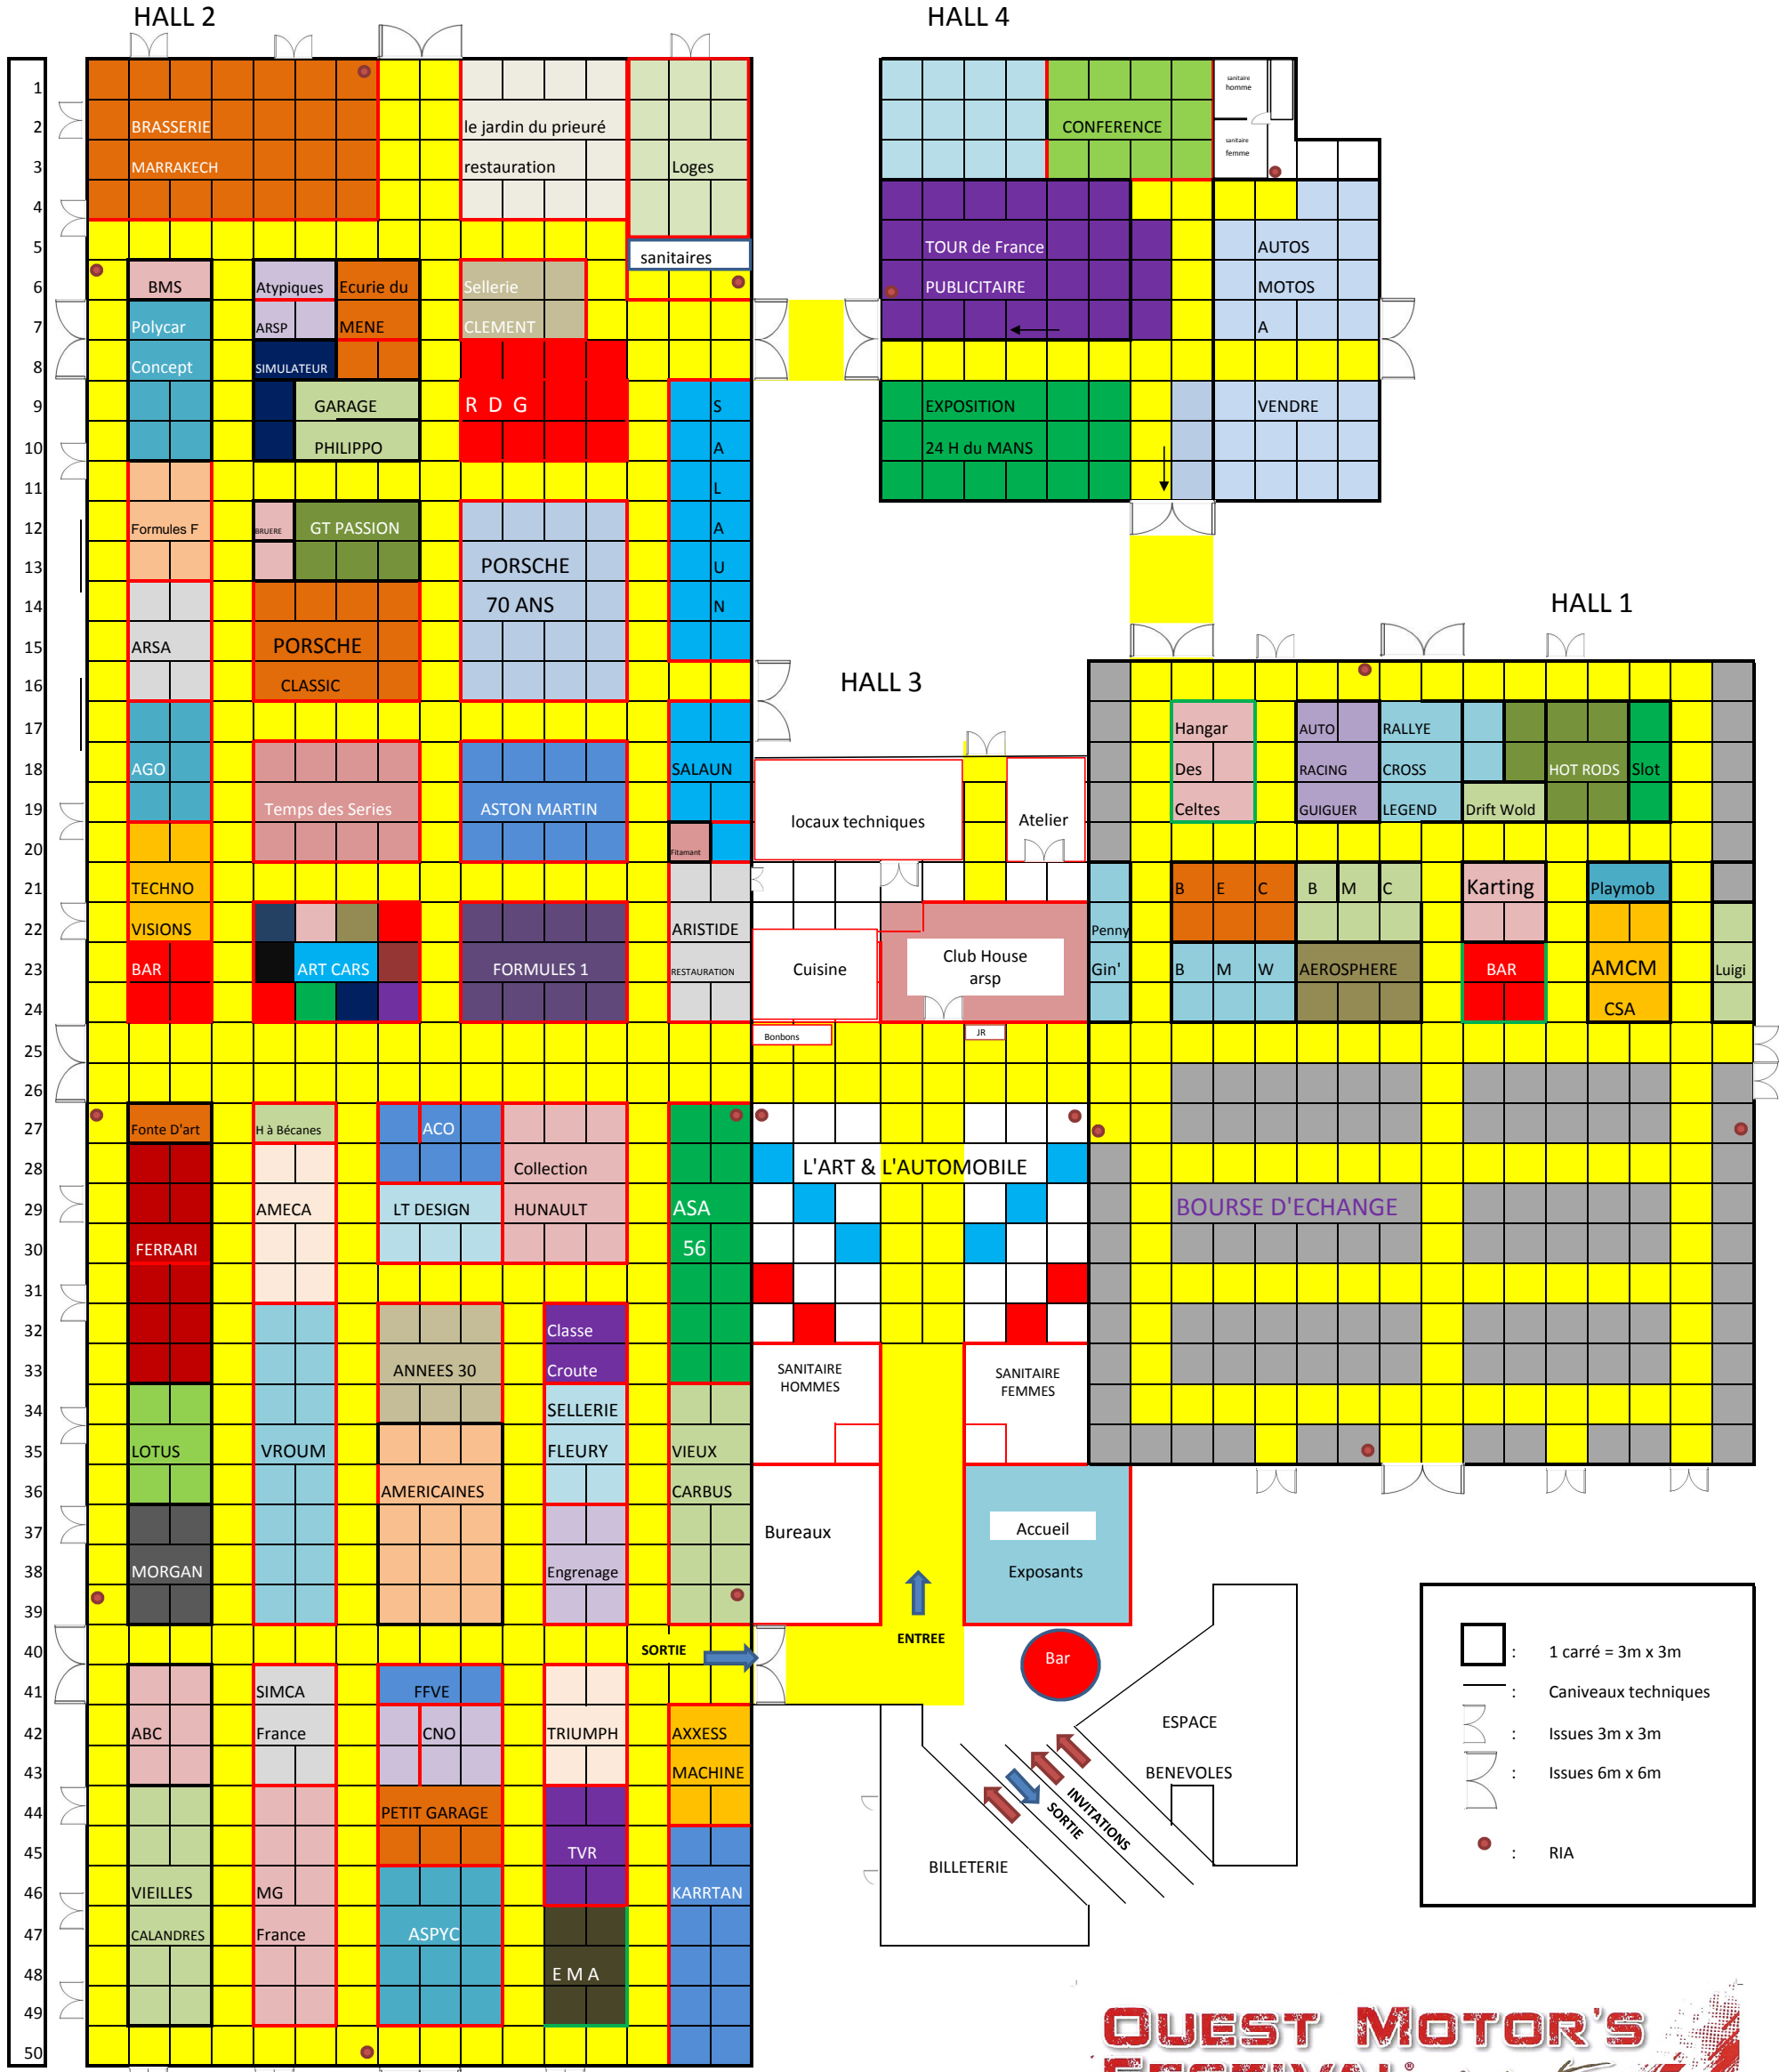 HALL 2
HALL 4
1
2
3
4
5
6
7
8
9
10
11
12
13
14
15
16
17
18
19
20
21
22
23
24
25
26
27
28
29
30
31
32
33
34
35
36
37
38
39
40
41
42
43
44
45
46
47
48
49
50
BRASSERIE
MARRAKECH
le jardin du prieuré
restauration
Loges
sanitaires
BMS
Polycar
Concept
Atypiques
ARSP
SIMULATEUR
Ecurie du
MENE
GARAGE
PHILIPPO
Sellerie
CLEMENT
R D G
S
A
L
A
U
N
Formules F
BRUERE
GT PASSION
PORSCHE
70 ANS
ARSA
PORSCHE
CLASSIC
AGO
Temps des Series
ASTON MARTIN
SALAUN
Fitamant
TECHNO
VISIONS
BAR
ART CARS
FORMULES 1
ARISTIDE
RESTAURATION
Fonte D'art
FERRARI
H à Bécanes
AMECA
ACO
LT DESIGN
Collection
HUNAULT
ASA
56
ANNEES 30
Classe
Croute
SELLERIE
FLEURY
LOTUS
VROUM
AMERICAINES
VIEUX
CARBUS
MORGAN
Engrenage
SORTIE
ABC
SIMCA
France
FFVE
CNO
TRIUMPH
AXXESS
MACHINE
PETIT GARAGE
TVR
VIEILLES
CALANDRES
MG
France
ASPYC
E M A
KARRTAN
sanitaire
homme
sanitaire
femme
CONFERENCE
TOUR de France
PUBLICITAIRE
AUTOS
MOTOS
A
VENDRE
EXPOSITION
24 H du MANS
HALL 3
locaux techniques
Atelier
Cuisine
Club House
arsp
Bonbons
JR
L'ART & L'AUTOMOBILE
SANITAIRE
HOMMES
SANITAIRE
FEMMES
Bureaux
Accueil
Exposants
ENTREE
Bar
HALL 1
Hangar
Des
Celtes
AUTO
RACING
GUIGUER
RALLYE
CROSS
LEGEND
Drift Wold
HOT RODS
Slot
Penny
Gin'
B E C
B M C
Karting
Playmob
B M W
AEROSPHERE
BAR
AMCM
CSA
Luigi
BOURSE D'ECHANGE
ESPACE
BENEVOLES
INVITATIONS
SORTIE
BILLETERIE
: 1 carré = 3m x 3m
: Caniveaux techniques
: Issues 3m x 3m
: Issues 6m x 6m
: RIA
OUEST MOTOR'S
FESTIVAL®